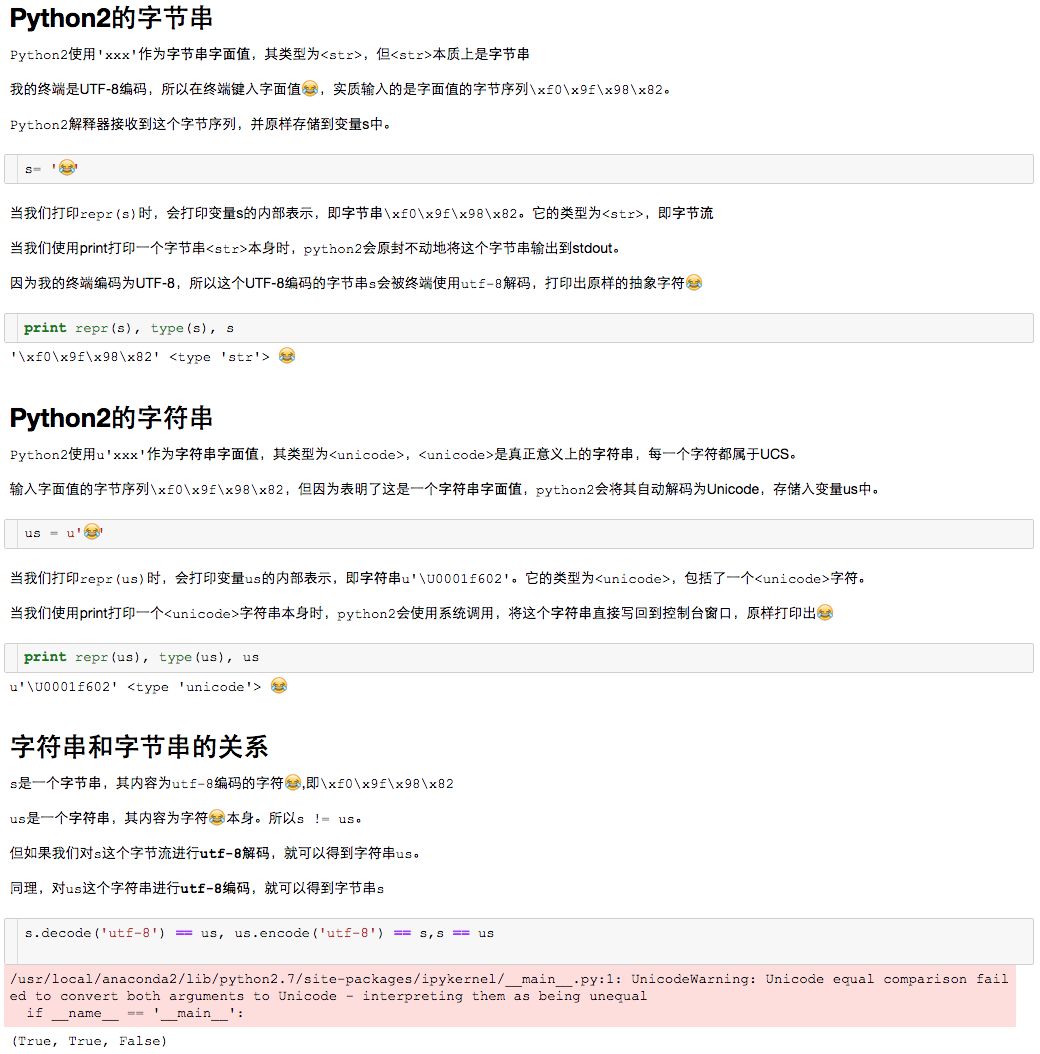 Python2的字节串
Python2使用'xxx'作为字节串字面值，其类型为<str>，但<str>本质上是字节串
我的终端是UTF-8编码，所以在终端键入字面值😂，实质输入的是字面值的字节序列\xf0\x9f\x98\x82。
Python2解释器接收到这个字节序列，并原样存储到变量s中。
s= '😂'
当我们打印repr(s)时，会打印变量s的内部表示，即字节串\xf0\x9f\x98\x82。它的类型为<str>，即字节流
当我们使用print打印一个字节串<str>本身时，python2会原封不动地将这个字节串输出到stdout。
因为我的终端编码为UTF-8，所以这个UTF-8编码的字节串s会被终端使用utf-8解码，打印出原样的抽象字符😂
print repr(s), type(s), s
'\xf0\x9f\x98\x82' <type 'str'> 😂
Python2的字符串
Python2使用u'xxx'作为字符串字面值，其类型为<unicode>，<unicode>是真正意义上的字符串，每一个字符都属于UCS。
输入字面值的字节序列\xf0\x9f\x98\x82，但因为表明了这是一个字符串字面值，python2会将其自动解码为Unicode，存储入变量us中。
us = u'😂'
当我们打印repr(us)时，会打印变量us的内部表示，即字符串u'\U0001f602'。它的类型为<unicode>，包括了一个<unicode>字符。
当我们使用print打印一个<unicode>字符串本身时，python2会使用系统调用，将这个字符串直接写回到控制台窗口，原样打印出😂
print repr(us), type(us), us
u'\U0001f602' <type 'unicode'> 😂
字符串和字节串的关系
s是一个字节串，其内容为utf-8编码的字符😂,即\xf0\x9f\x98\x82
us是一个字符串，其内容为字符😂本身。所以s != us。
但如果我们对s这个字节流进行utf-8解码，就可以得到字符串us。
同理，对us这个字符串进行utf-8编码，就可以得到字节串s
s.decode('utf-8') == us, us.encode('utf-8') == s,s == us
/usr/local/anaconda2/lib/python2.7/site-packages/ipykernel/__main__.py:1: UnicodeWarning: Unicode equal comparison fail
ed to convert both arguments to Unicode - interpreting them as being unequal
  if __name__ == '__main__':
(True, True, False)